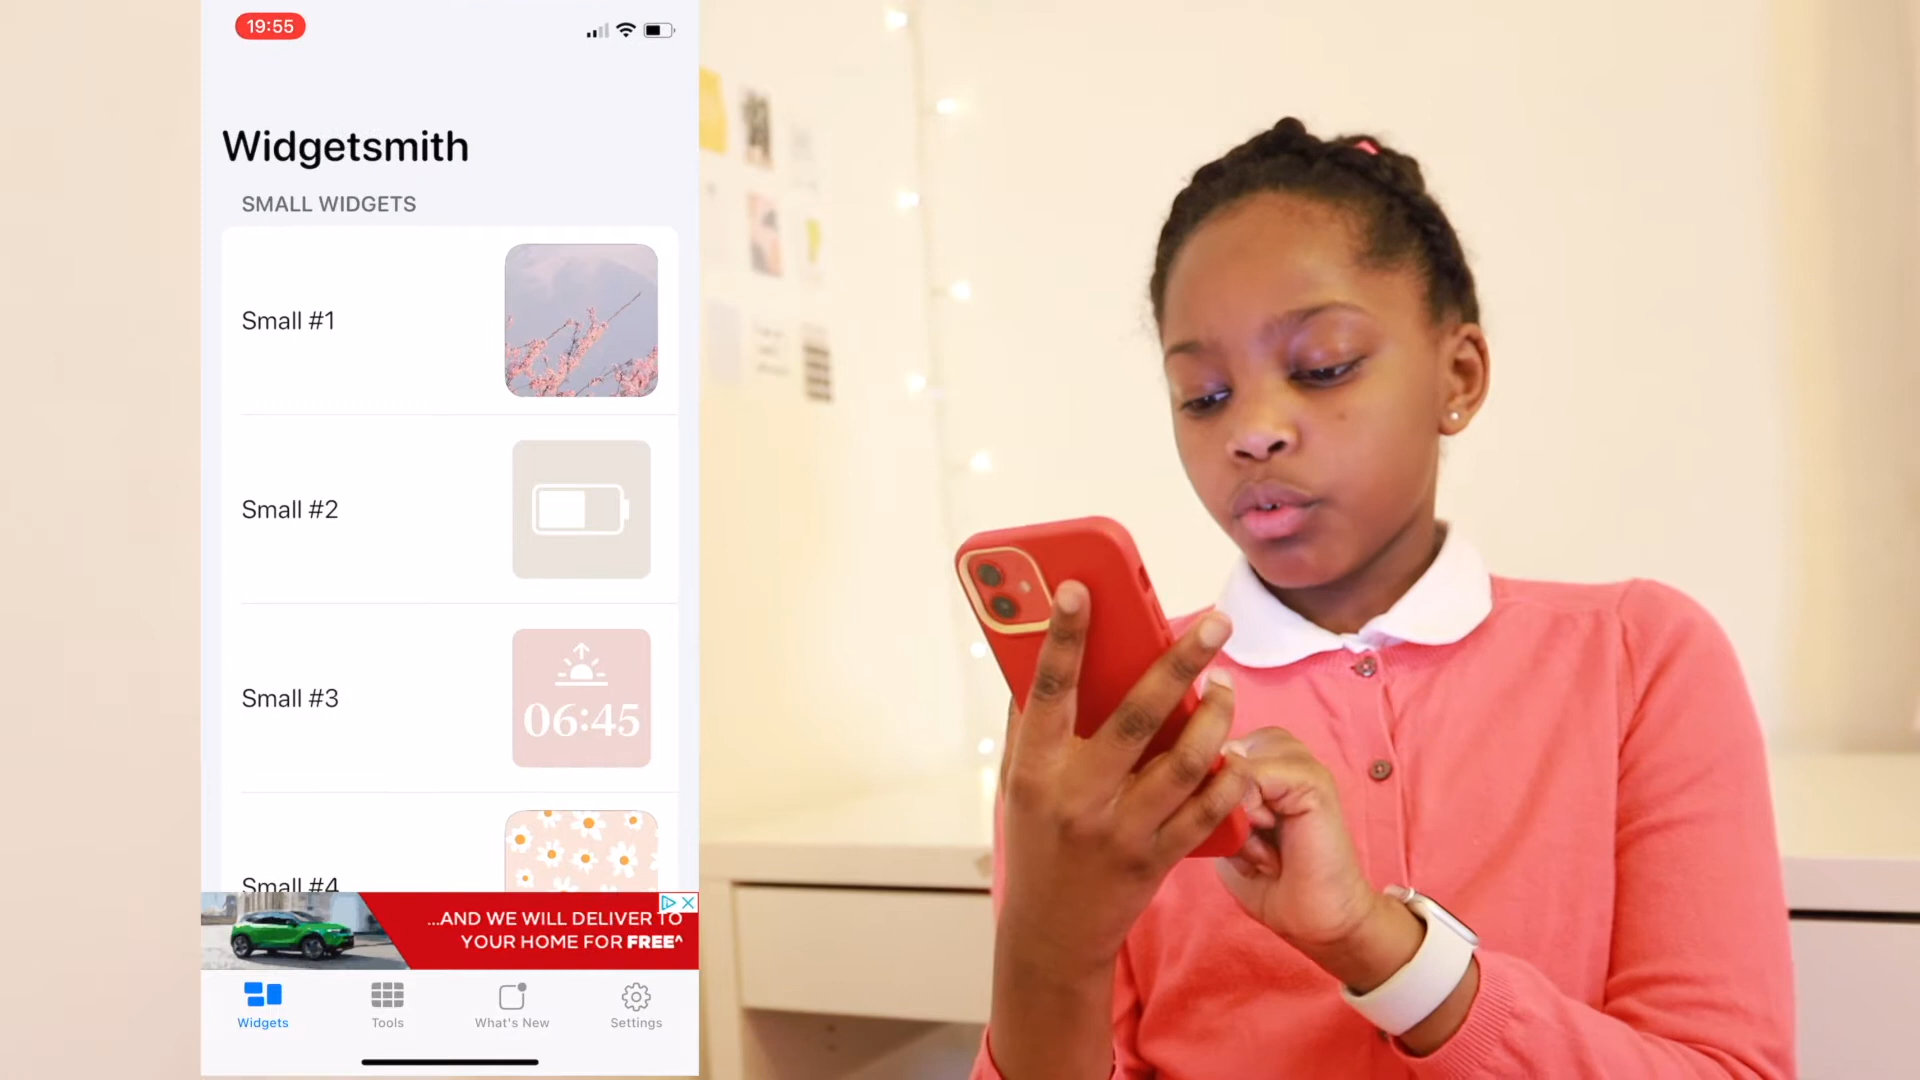 19:55
Widgetsmith
SMALL WIDGETS
Small #1
Small #2
Small #3
06:45
Small #4
...AND WE WILL DELIVER TO
YOUR HOME FOR FREE^
Widgets
Tools
What's New
Settings